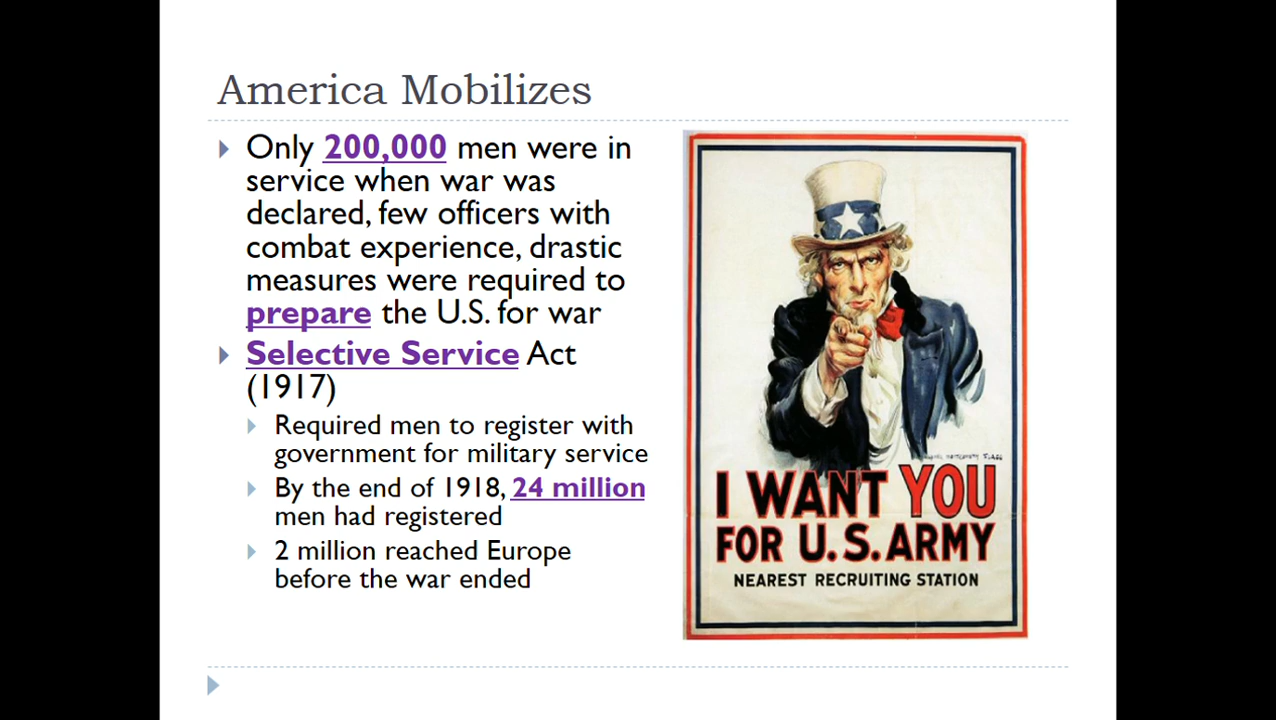 America Mobilizes
Only 200,000 men were in
service when war was
declared, few officers with
combat experience, drastic
measures were required to
prepare the U.S. for war
Selective Service Act
(1917)
Required men to register with
government for military service
By the end of 1918, 24 million
men had registered
2 million reached Europe
before the war ended
I WANT YOU
FOR U.S. ARMY
NEAREST RECRUITING STATION